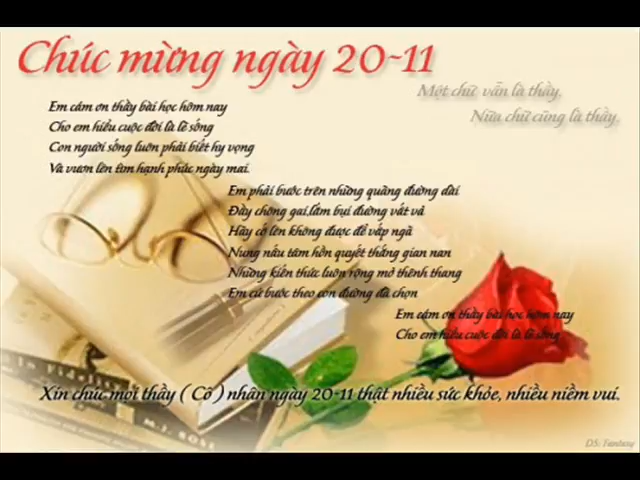 Chúc mừng ngày 20-11
Một chữ vẫn là thầy,
Nửa chữ cũng là thầy.
Em cám ơn thầy bài học hôm nay
Cho em hiểu cuộc đời là lẽ sống
Con người sống luôn phải biết hy vọng
Và vươn lên tìm hạnh phúc ngày mai.
Em phải bước trên những quãng đường dài
Đầy chông gai,lấm bụi đường vất vả
Hãy cố lên không được để vấp ngã
Nung nấu tâm hồn quyết thắng gian nan
Những kiến thức luôn rộng mở thênh thang
Em cứ bước theo con đường đã chọn
Em cám ơn thầy bài học hôm nay
Cho em hiểu cuộc đời là lẽ sống
Xin chúc mọi thầy ( Cô ) nhân ngày 20-11 thật nhiều sức khỏe, nhiều niềm vui.
M.J. ROSE
DS: Fantasy